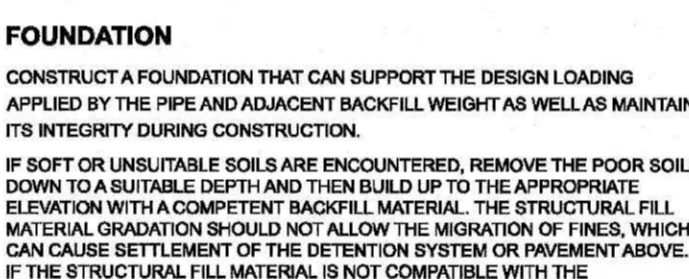 FOUNDATION
CONSTRUCT A FOUNDATION THAT CAN SUPPORT THE DESIGN LOADING
APPLIED BY THE PIPE AND ADJACENT BACKFILL WEIGHT AS WELL AS MAINTAIN
ITS INTEGRITY DURING CONSTRUCTION.
IF SOFT OR UNSUITABLE SOILS ARE ENCOUNTERED, REMOVE THE POOR SOIL
DOWN TO A SUITABLE DEPTH AND THEN BUILD UP TO THE APPROPRIATE
ELEVATION WITH A COMPETENT BACKFILL MATERIAL. THE STRUCTURAL FILL
MATERIAL GRADATION SHOULD NOT ALLOW THE MIGRATION OF FINES, WHICH
CAN CAUSE SETTLEMENT OF THE DETENTION SYSTEM OR PAVEMENT ABOVE.
IF THE STRUCTURAL FILL MATERIAL IS NOT COMPATIBLE WITH THE